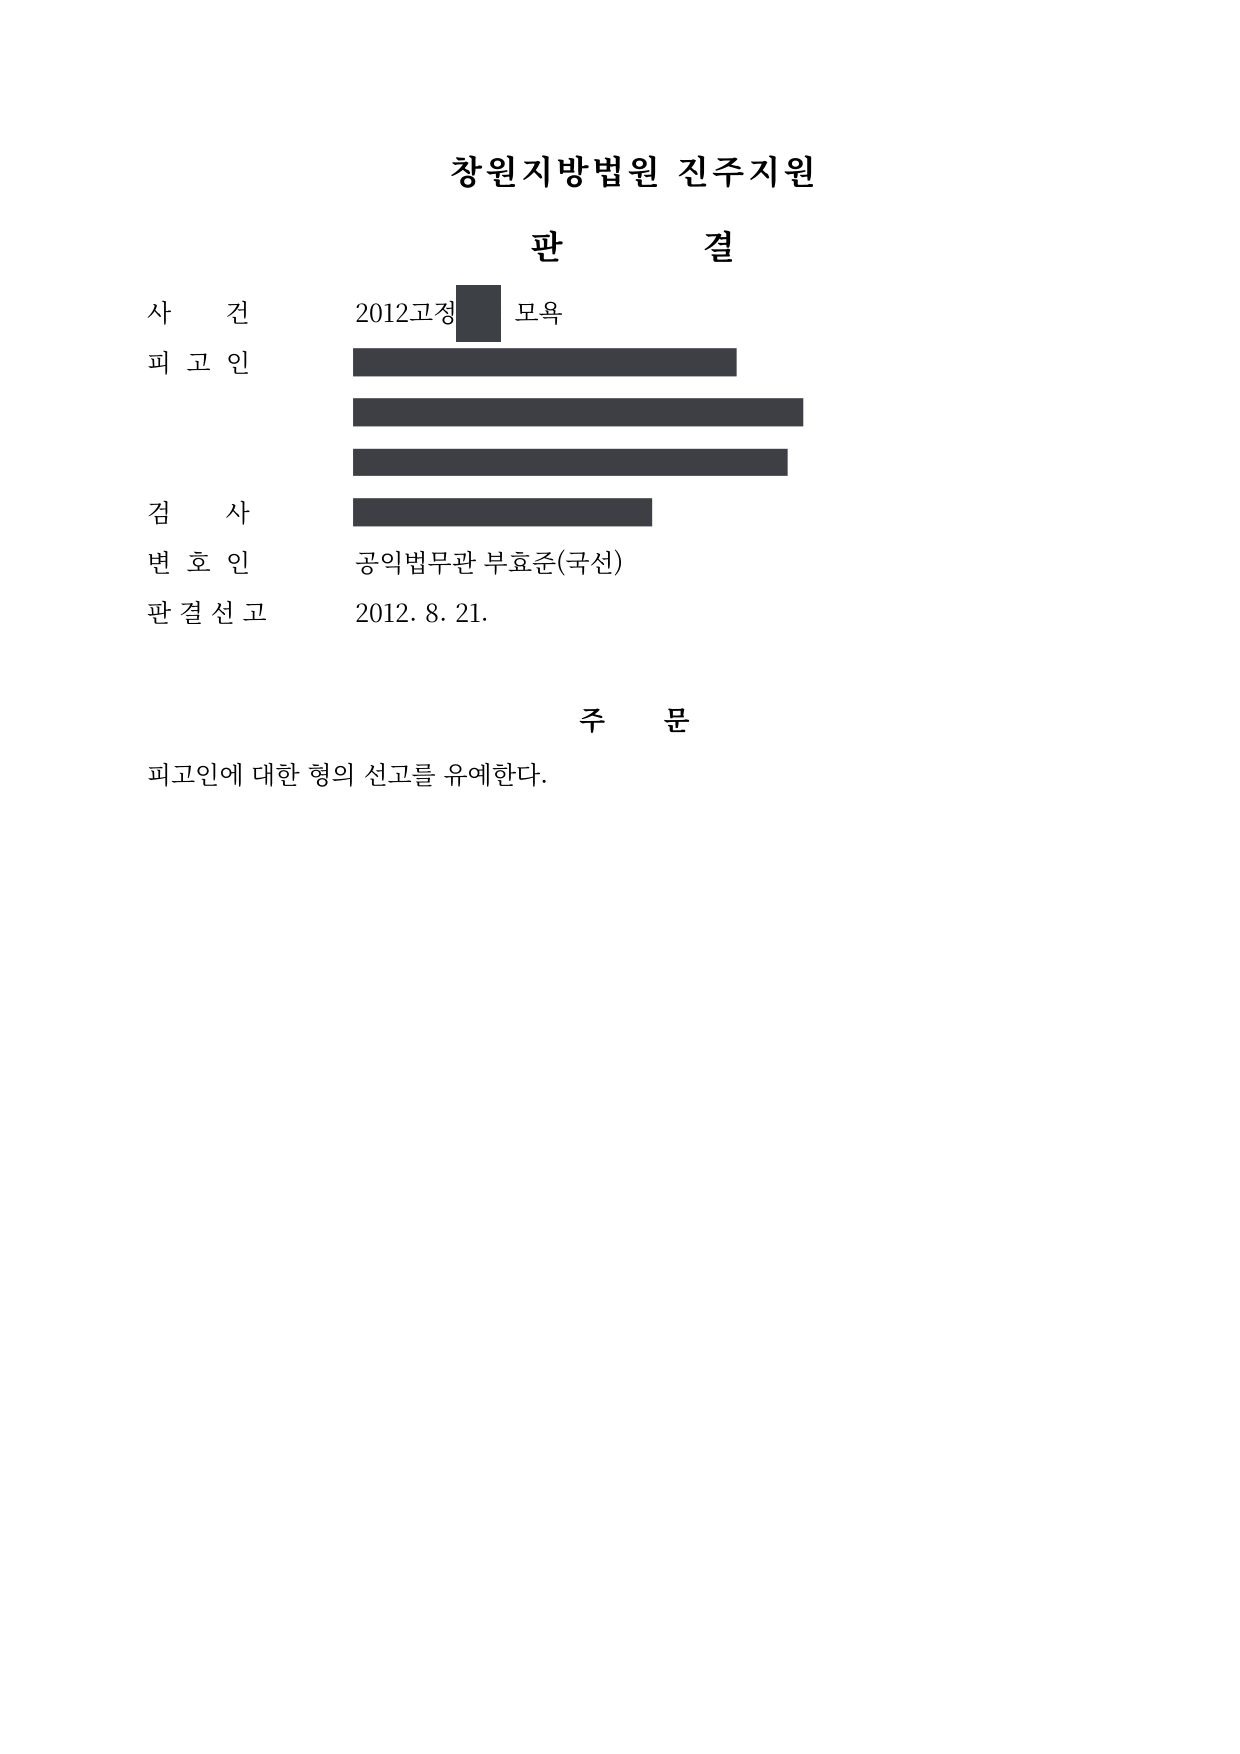 창원지방법원 진주지원
판 결
사 건 2012고정 모욕
피 고 인
검 사
변 호 인 공익법무관 부효준(국선)
판 결 선 고 2012. 8. 21.
주 문
피고인에 대한 형의 선고를 유예한다.